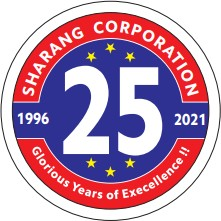 SHARANG CORPORATION
1996 25 2021
Glorious Years of Execellence !!